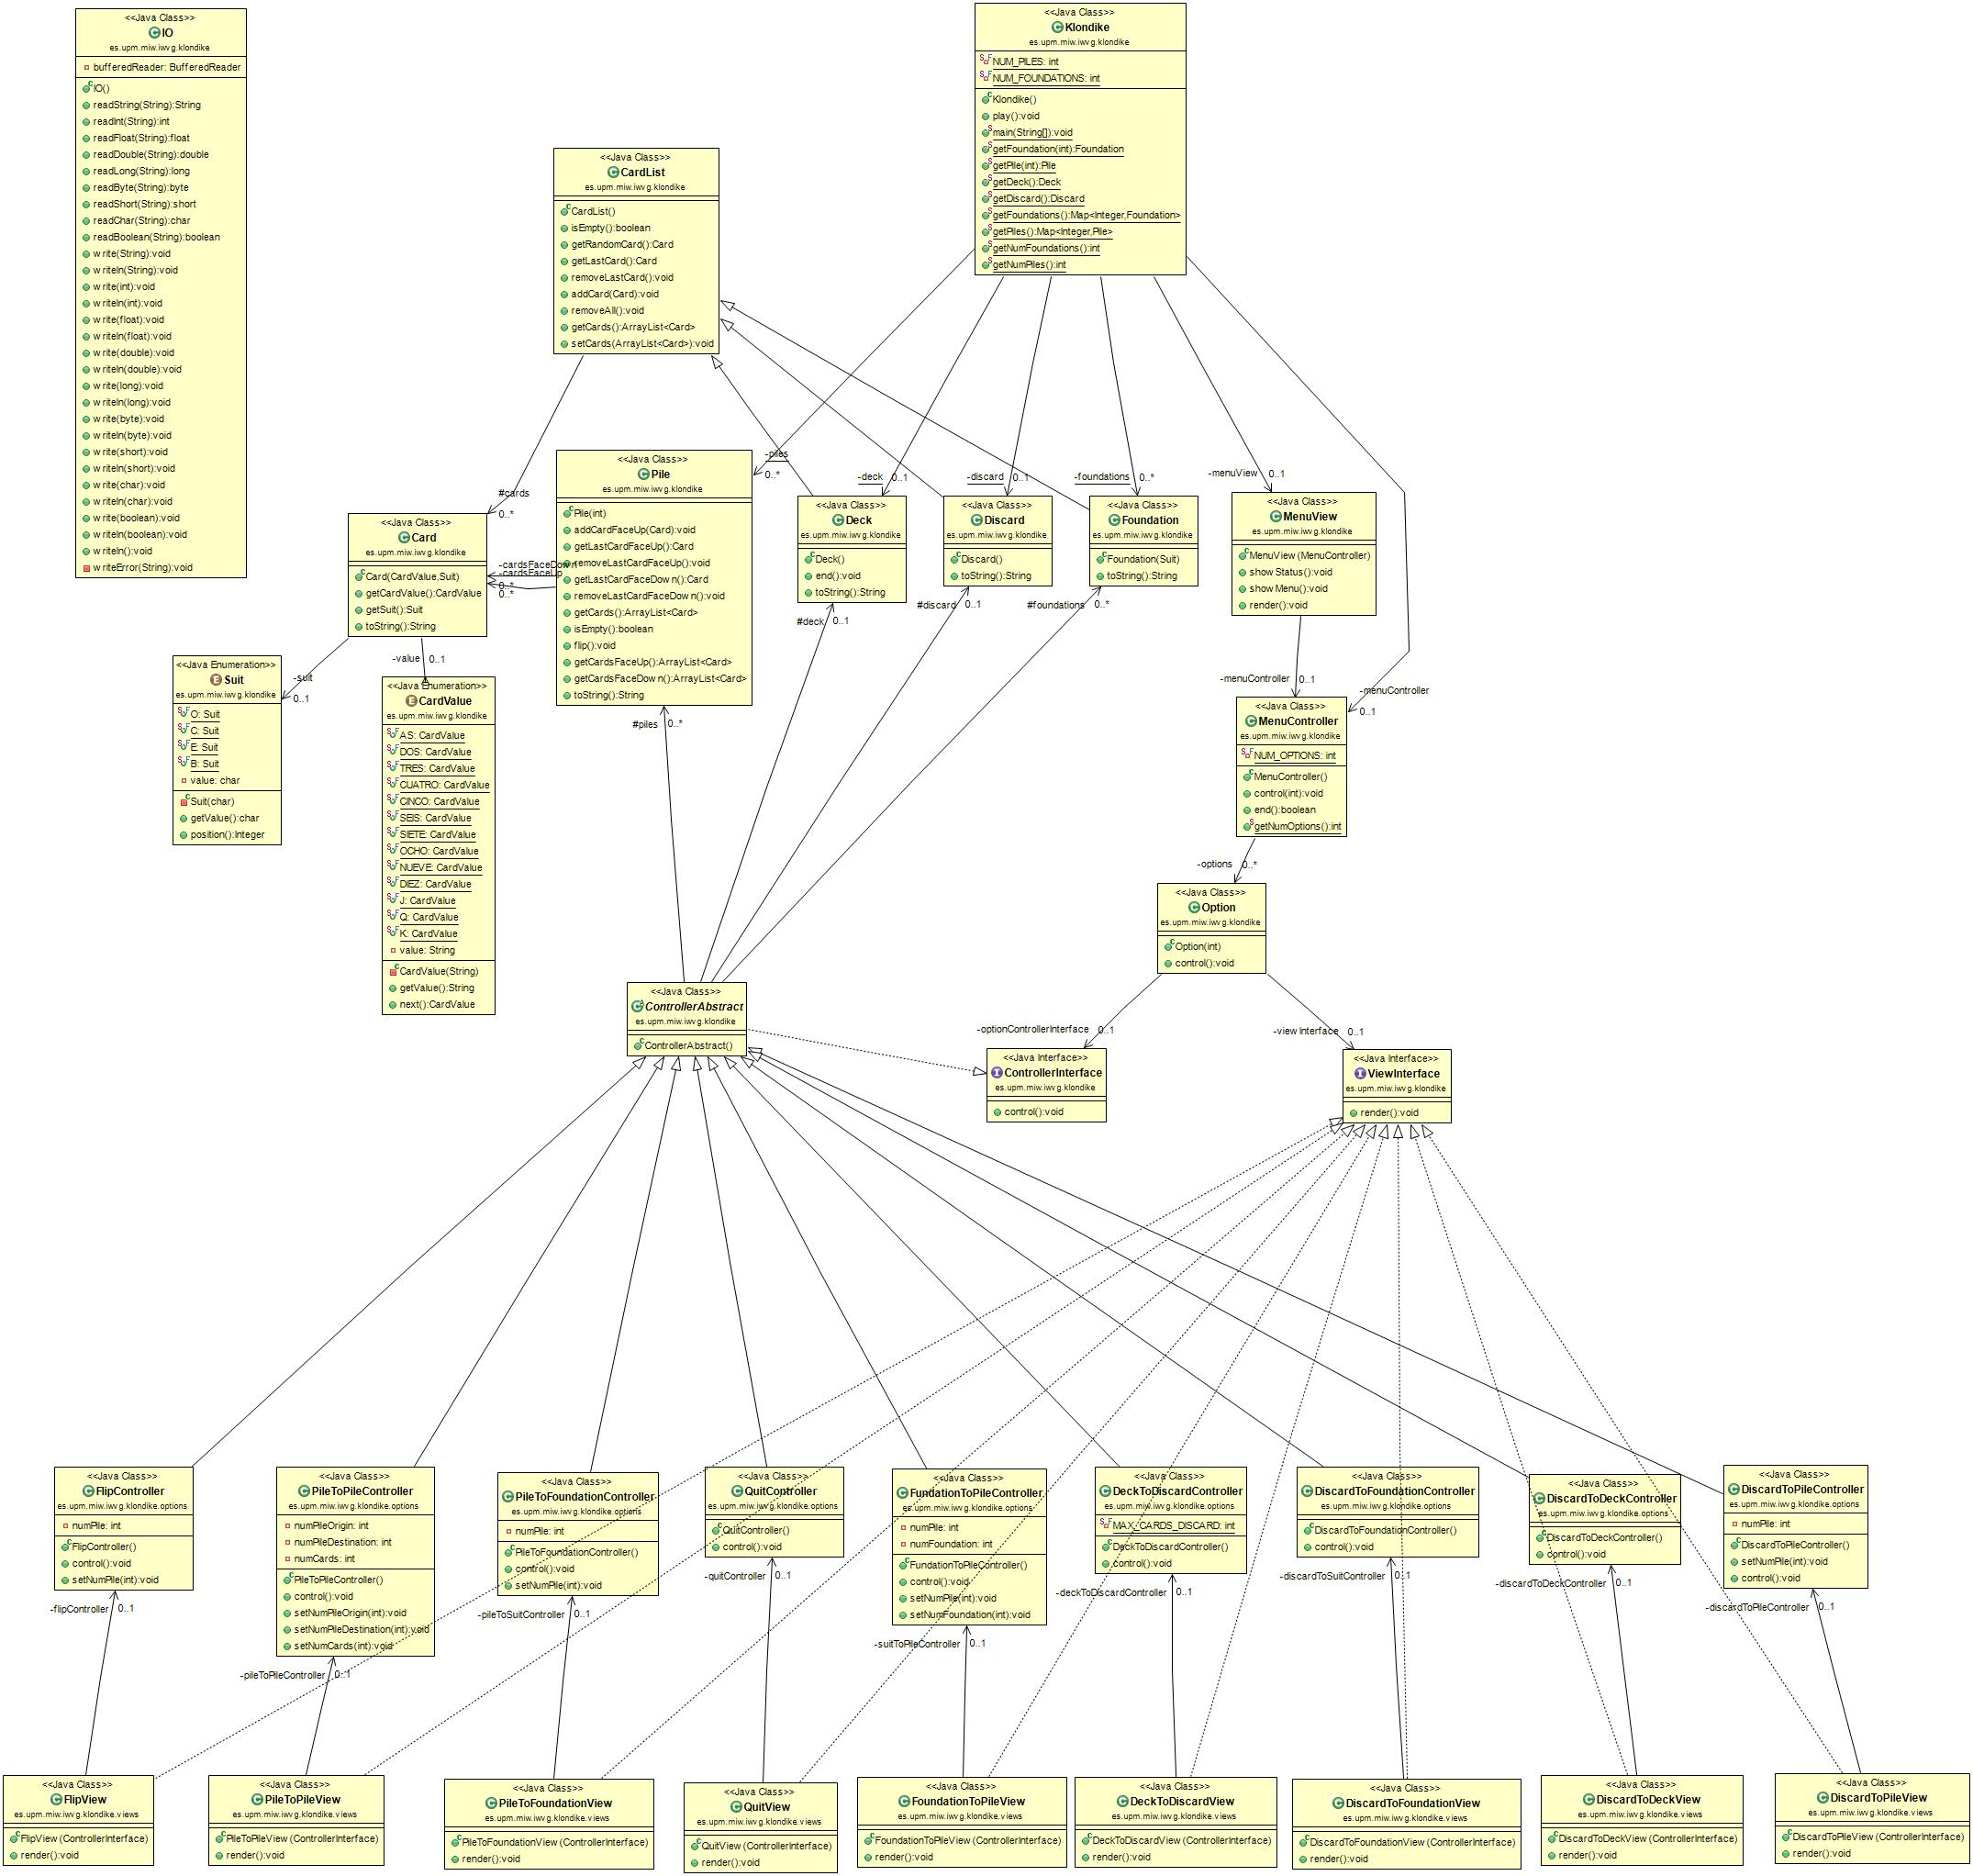 <<Java Class>>
IO
es.upm.miw.iwvg.klondike
bufferedReader: BufferedReader
IO()
readString(String):String
readInt(String):int
readFloat(String):float
readDouble(String):double
readLong(String):long
readByte(String):byte
readShort(String):short
readChar(String):char
readBoolean(String):boolean
write(String):void
writeln(String):void
write(int):void
writeln(int):void
write(float):void
writeln(float):void
write(double):void
writeln(double):void
write(long):void
writeln(long):void
write(byte):void
writeln(byte):void
write(short):void
writeln(short):void
write(char):void
writeln(char):void
write(boolean):void
writeln(boolean):void
writeln():void
writeError(String):void
<<Java Class>>
Klondike
es.upm.miw.iwvg.klondike
NUM_PILES: int
NUM_FOUNDATIONS: int
Klondike()
play():void
main(String[]):void
getFoundation(int):Foundation
getPile(int):Pile
getDeck():Deck
getDiscard():Discard
getFoundations():Map<Integer,Foundation>
getPiles():Map<Integer,Pile>
getNumFoundations():int
getNumPiles():int
<<Java Class>>
CardList
es.upm.miw.iwvg.klondike
CardList()
isEmpty():boolean
getRandomCard():Card
getLastCard():Card
removeLastCard():void
addCard(Card):void
removeAll():void
getCards():ArrayList<Card>
setCards(ArrayList<Card>):void
#cards
0..*
-piles
0..*
-deck 0..1
-discard 0..1
-foundations 0..*
-menuView 0..1
<<Java Class>>
Card
es.upm.miw.iwvg.klondike
Card(CardValue,Suit)
getCardValue():CardValue
getSuit():Suit
toString():String
-cardsFaceDown
-cardsFaceUp
0..*
0..*
<<Java Class>>
Pile
es.upm.miw.iwvg.klondike
Pile(int)
addCardFaceUp(Card):void
getLastCardFaceUp():Card
removeLastCardFaceUp():void
getLastCardFaceDown():Card
removeLastCardFaceDown():void
getCards():ArrayList<Card>
isEmpty():boolean
flip():void
getCardsFaceUp():ArrayList<Card>
getCardsFaceDown():ArrayList<Card>
toString():String
<<Java Class>>
Deck
es.upm.miw.iwvg.klondike
Deck()
end():void
toString():String
<<Java Class>>
Discard
es.upm.miw.iwvg.klondike
Discard()
toString():String
<<Java Class>>
Foundation
es.upm.miw.iwvg.klondike
Foundation(Suit)
toString():String
<<Java Class>>
MenuView
es.upm.miw.iwvg.klondike
MenuView(MenuController)
showStatus():void
showMenu():void
render():void
#deck 0..1
#discard 0..1
#foundations 0..*
-suit
0..1
-value 0..1
<<Java Enumeration>>
Suit
es.upm.miw.iwvg.klondike
O: Suit
C: Suit
E: Suit
B: Suit
value: char
Suit(char)
getValue():char
position():Integer
<<Java Enumeration>>
CardValue
es.upm.miw.iwvg.klondike
AS: CardValue
DOS: CardValue
TRES: CardValue
CUATRO: CardValue
CINCO: CardValue
SEIS: CardValue
SIETE: CardValue
OCHO: CardValue
NUEVE: CardValue
DIEZ: CardValue
J: CardValue
Q: CardValue
K: CardValue
value: String
CardValue(String)
getValue():String
next():CardValue
#piles 0..*
-menuController 0..1
-menuController
0..1
<<Java Class>>
MenuController
es.upm.miw.iwvg.klondike
NUM_OPTIONS: int
MenuController()
control(int):void
end():boolean
getNumOptions():int
-options 0..*
<<Java Class>>
Option
es.upm.miw.iwvg.klondike
Option(int)
control():void
<<Java Class>>
ControllerAbstract
es.upm.miw.iwvg.klondike
ControllerAbstract()
-optionControllerInterface 0..1
-viewInterface 0..1
<<Java Interface>>
ControllerInterface
es.upm.miw.iwvg.klondike
control():void
<<Java Interface>>
ViewInterface
es.upm.miw.iwvg.klondike
render():void
<<Java Class>>
FlipController
es.upm.miw.iwvg.klondike.options
numPile: int
FlipController()
control():void
setNumPile(int):void
<<Java Class>>
PileToPileController
es.upm.miw.iwvg.klondike.options
numPileOrigin: int
numPileDestination: int
numCards: int
PileToPileController()
control():void
setNumPileOrigin(int):void
setNumPileDestination(int):void
setNumCards(int):void
<<Java Class>>
PileToFoundationController
es.upm.miw.iwvg.klondike.options
numPile: int
PileToFoundationController()
control():void
setNumPile(int):void
<<Java Class>>
QuitController
es.upm.miw.iwvg.klondike.options
QuitController()
control():void
<<Java Class>>
FundationToPileController
es.upm.miw.iwvg.klondike.options
numPile: int
numFoundation: int
FundationToPileController()
control():void
setNumPile(int):void
setNumFoundation(int):void
<<Java Class>>
DeckToDiscardController
es.upm.miw.iwvg.klondike.options
MAX_CARDS_DISCARD: int
DeckToDiscardController()
control():void
<<Java Class>>
DiscardToFoundationController
es.upm.miw.iwvg.klondike.options
DiscardToFoundationController()
control():void
<<Java Class>>
DiscardToDeckController
es.upm.miw.iwvg.klondike.options
DiscardToDeckController()
control():void
<<Java Class>>
DiscardToPileController
es.upm.miw.iwvg.klondike.options
numPile: int
DiscardToPileController()
setNumPile(int):void
control():void
-flipController 0..1
-pileToPileController 0..1
-pileToSuitController 0..1
-quitController 0..1
-suitToPileController 0..1
-deckToDiscardController 0..1
-discardToSuitController 0..1
-discardToDeckController 0..1
-discardToPileController 0..1
<<Java Class>>
FlipView
es.upm.miw.iwvg.klondike.views
FlipView(ControllerInterface)
render():void
<<Java Class>>
PileToPileView
es.upm.miw.iwvg.klondike.views
PileToPileView(ControllerInterface)
render():void
<<Java Class>>
PileToFoundationView
es.upm.miw.iwvg.klondike.views
PileToFoundationView(ControllerInterface)
render():void
<<Java Class>>
QuitView
es.upm.miw.iwvg.klondike.views
QuitView(ControllerInterface)
render():void
<<Java Class>>
FoundationToPileView
es.upm.miw.iwvg.klondike.views
FoundationToPileView(ControllerInterface)
render():void
<<Java Class>>
DeckToDiscardView
es.upm.miw.iwvg.klondike.views
DeckToDiscardView(ControllerInterface)
render():void
<<Java Class>>
DiscardToFoundationView
es.upm.miw.iwvg.klondike.views
DiscardToFoundationView(ControllerInterface)
render():void
<<Java Class>>
DiscardToDeckView
es.upm.miw.iwvg.klondike.views
DiscardToDeckView(ControllerInterface)
render():void
<<Java Class>>
DiscardToPileView
es.upm.miw.iwvg.klondike.views
DiscardToPileView(ControllerInterface)
render():void